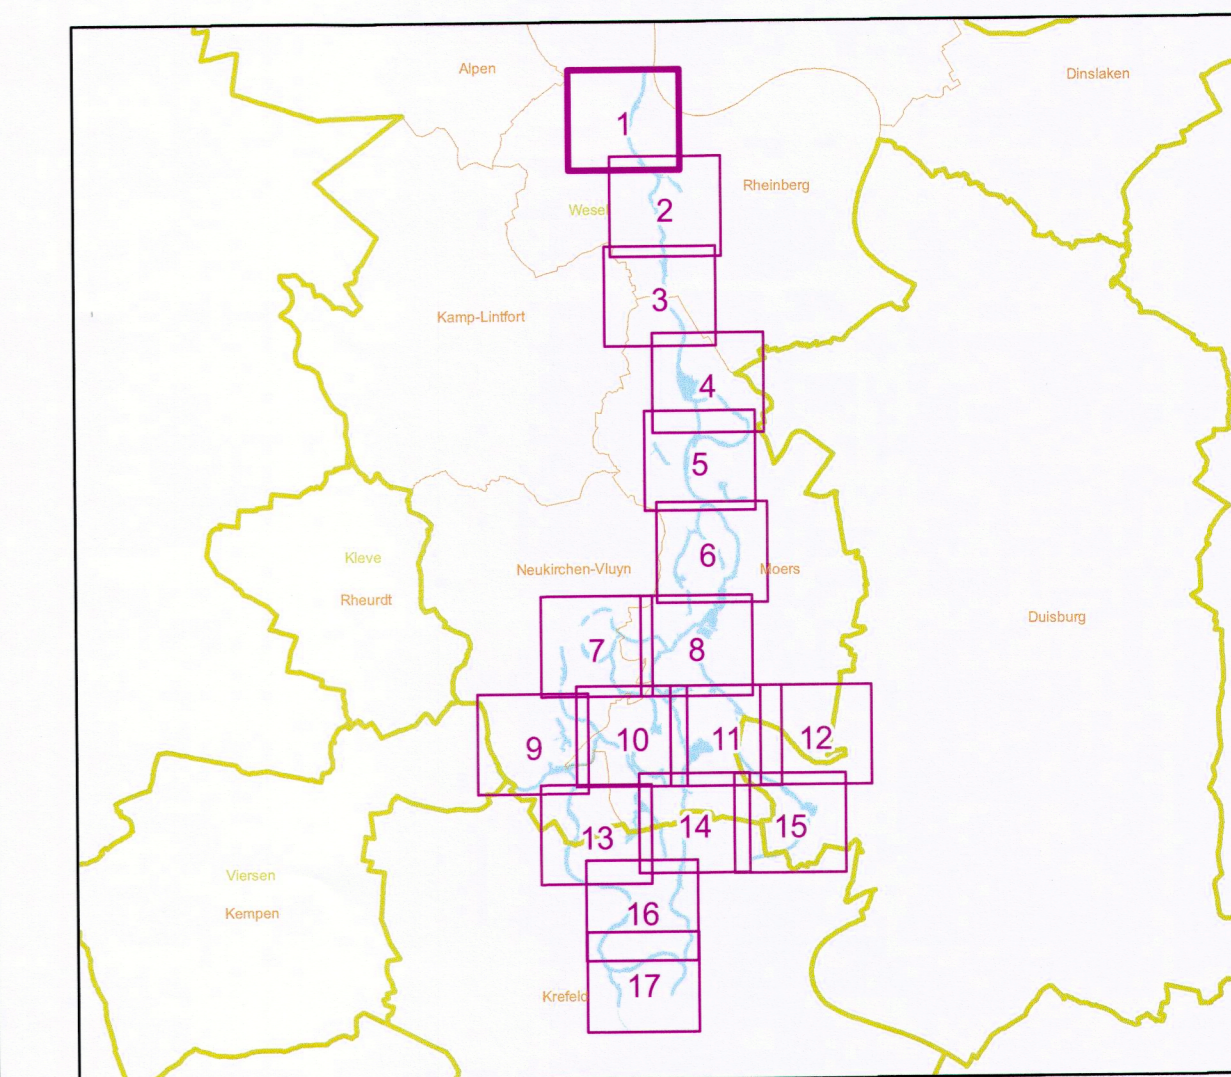 Alpen
Dinslaken
1
Rheinberg
Wesel
2
3
Kamp-Lintfort
4
5
6
Kleve
Neukirchen-Vluyn
Moers
Rheurdt
Duisburg
7
8
9
10
11
12
13
14
15
Viersen
Kempen
16
17
Krefeld